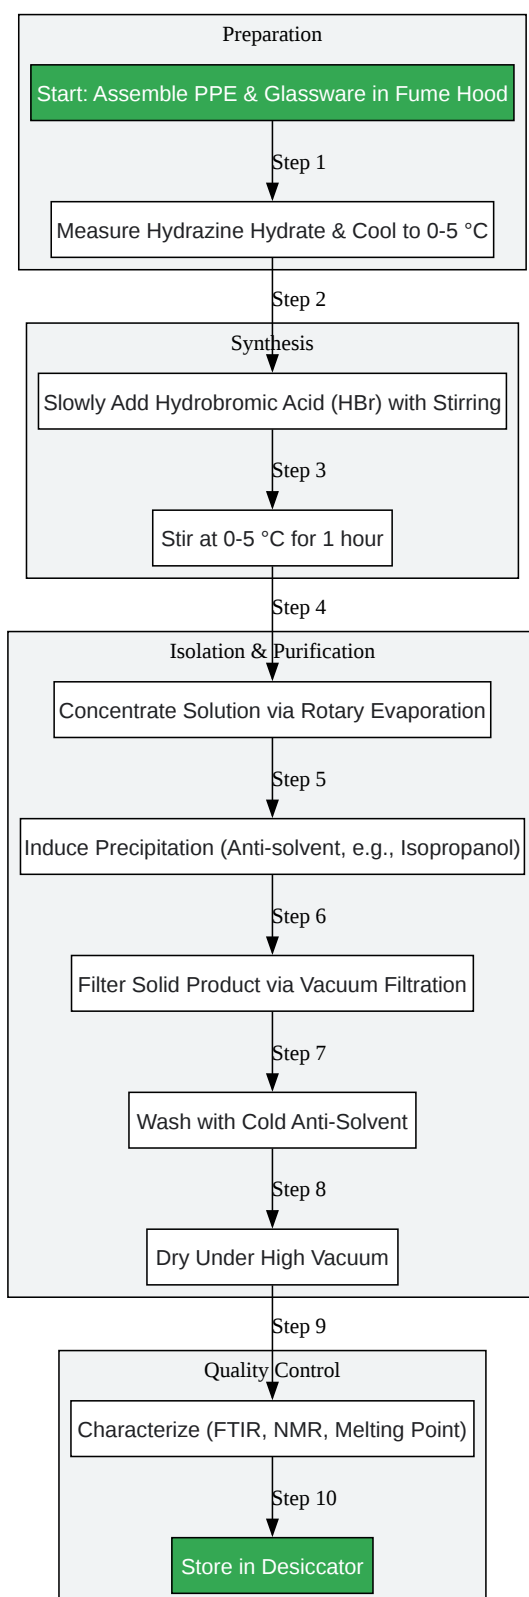 Preparation
Start: Assemble PPE & Glassware in Fume Hood
Step 1
Measure Hydrazine Hydrate & Cool to 0-5 °C
Step 2
Synthesis
Slowly Add Hydrobromic Acid (HBr) with Stirring
Step 3
Stir at 0-5 °C for 1 hour
Step 4
Isolation & Purification
Concentrate Solution via Rotary Evaporation
Step 5
Induce Precipitation (Anti-solvent, e.g., Isopropanol)
Step 6
Filter Solid Product via Vacuum Filtration
Step 7
Wash with Cold Anti-Solvent
Step 8
Dry Under High Vacuum
Step 9
Quality Control
Characterize (FTIR, NMR, Melting Point)
Step 10
Store in Desiccator